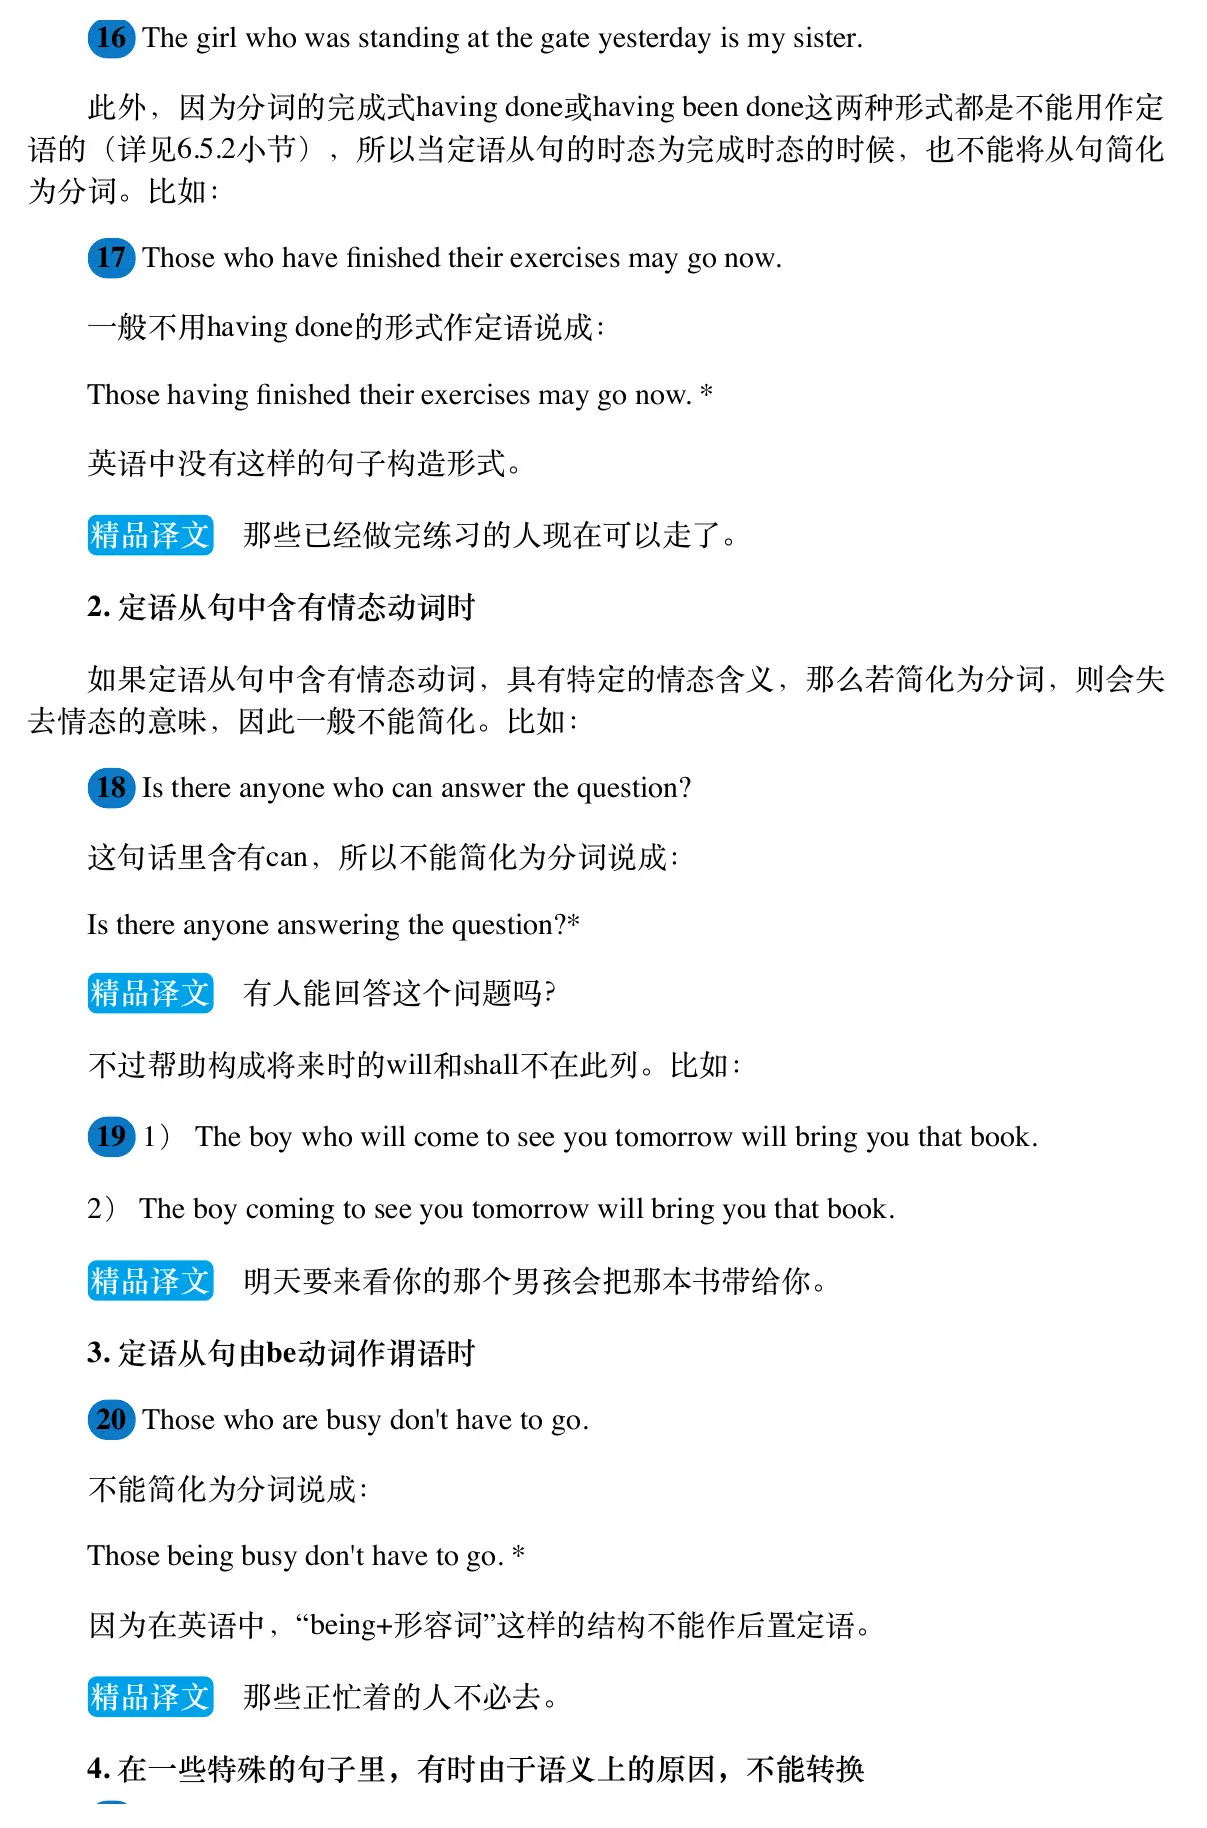 16 The girl who was standing at the gate yesterday is my sister.
此外，因为分词的完成式having done或having been done这两种形式都是不能用作定
语的（详见6.5.2小节），所以当定语从句的时态为完成时态的时候，也不能将从句简化
为分词。比如：
17 Those who have finished their exercises may go now.
一般不用having done的形式作定语说成：
Those having finished their exercises may go now. *
英语中没有这样的句子构造形式。
精品译文 那些已经做完练习的人现在可以走了。
2. 定语从句中含有情态动词时
如果定语从句中含有情态动词，具有特定的情态含义，那么若简化为分词，则会失
去情态的意味，因此一般不能简化。比如：
18 Is there anyone who can answer the question?
这句话里含有can，所以不能简化为分词说成：
Is there anyone answering the question?*
精品译文 有人能回答这个问题吗？
不过帮助构成将来时的will和shall不在此列。比如：
19 1） The boy who will come to see you tomorrow will bring you that book.
2） The boy coming to see you tomorrow will bring you that book.
精品译文 明天要来看你的那个男孩会把那本书带给你。
3. 定语从句由be动词作谓语时
20 Those who are busy don't have to go.
不能简化为分词说成：
Those being busy don't have to go. *
因为在英语中，“being+形容词”这样的结构不能作后置定语。
精品译文 那些正忙着的人不必去。
4. 在一些特殊的句子里，有时由于语义上的原因，不能转换